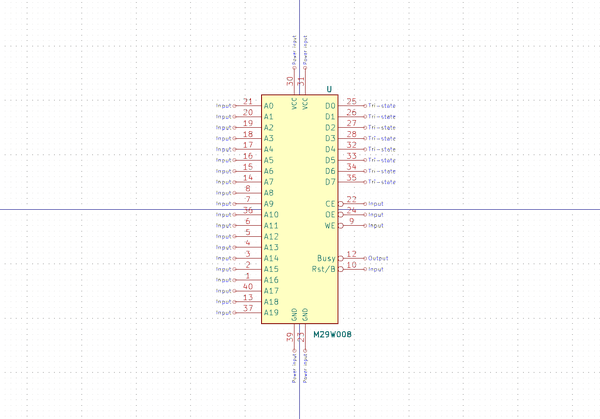 Power input Power input
30 31
U
VCC VCC
Input 21 A0 D0 25 Tri-state
Input 20 A1 D1 26 Tri-state
Input 19 A2 D2 27 Tri-state
Input 18 A3 D3 28 Tri-state
Input 17 A4 D4 32 Tri-state
Input 16 A5 D5 33 Tri-state
Input 15 A6 D6 34 Tri-state
Input 14 A7 D7 35 Tri-state
Input 8 A8
Input 7 A9 CE 22 Input
Input 36 A10 OE 24 Input
Input 6 A11 WE 9 Input
Input 5 A12
Input 4 A13
Input 3 A14 Busy 12 Output
Input 2 A15 Rst/B 10 Input
Input 1 A16
Input 40 A17
Input 13 A18
Input 37 A19
GND GND
M29W008
39 23
Power input Power input